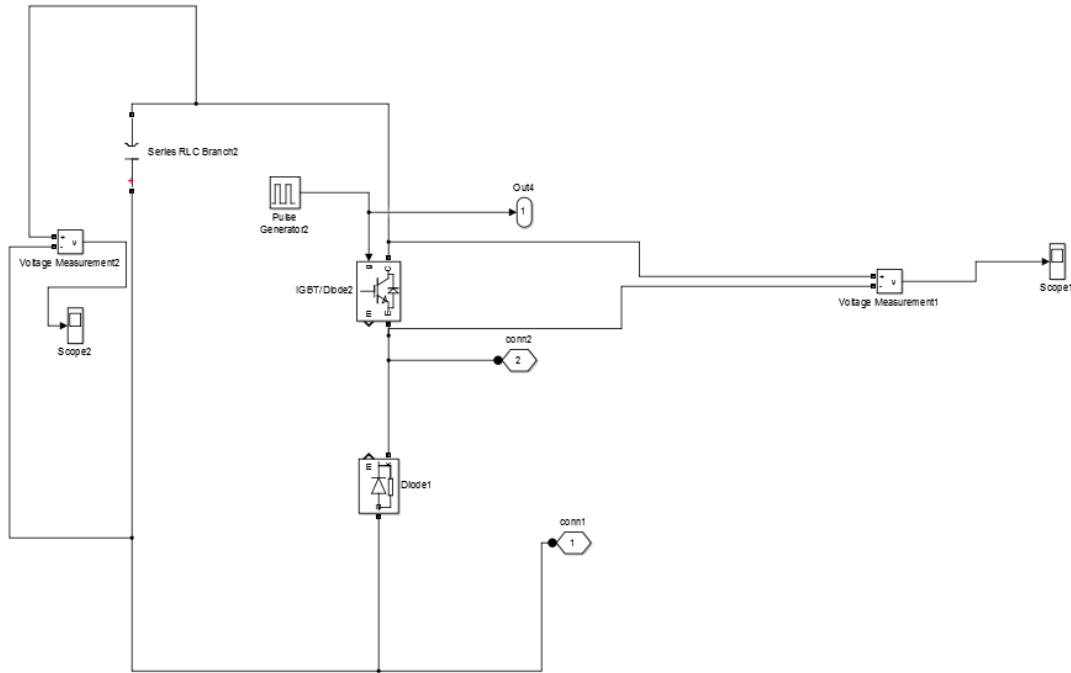 Series RLC Branch2
Out4
1
Pulse
Generator2
+
-
v
Voltage Measurement2
g
C
IGBT/Diode2
m
E
+
-
v
Voltage Measurement1
Scope1
Scope2
conn2
2
m
k
Diode1
a
conn1
1